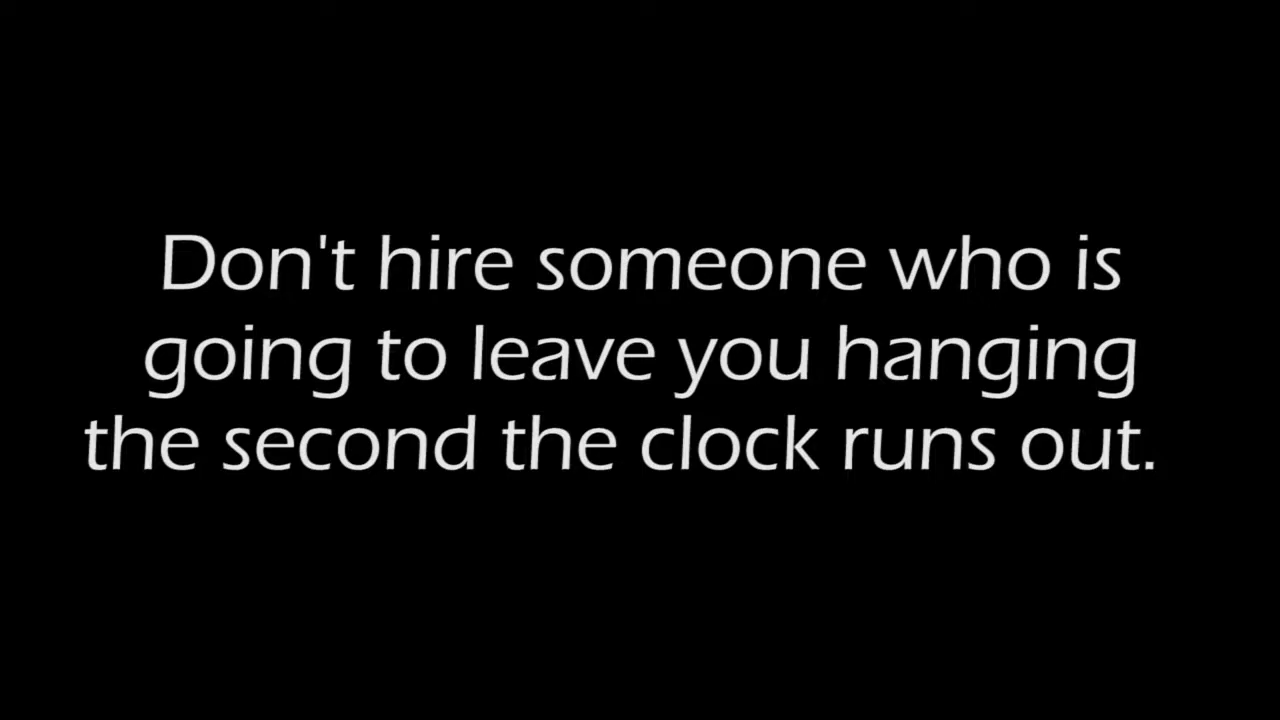 Don't hire someone who is
going to leave you hanging
the second the clock runs out.